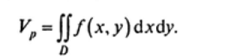 V_p = ∬_D f(x, y) dxdy.